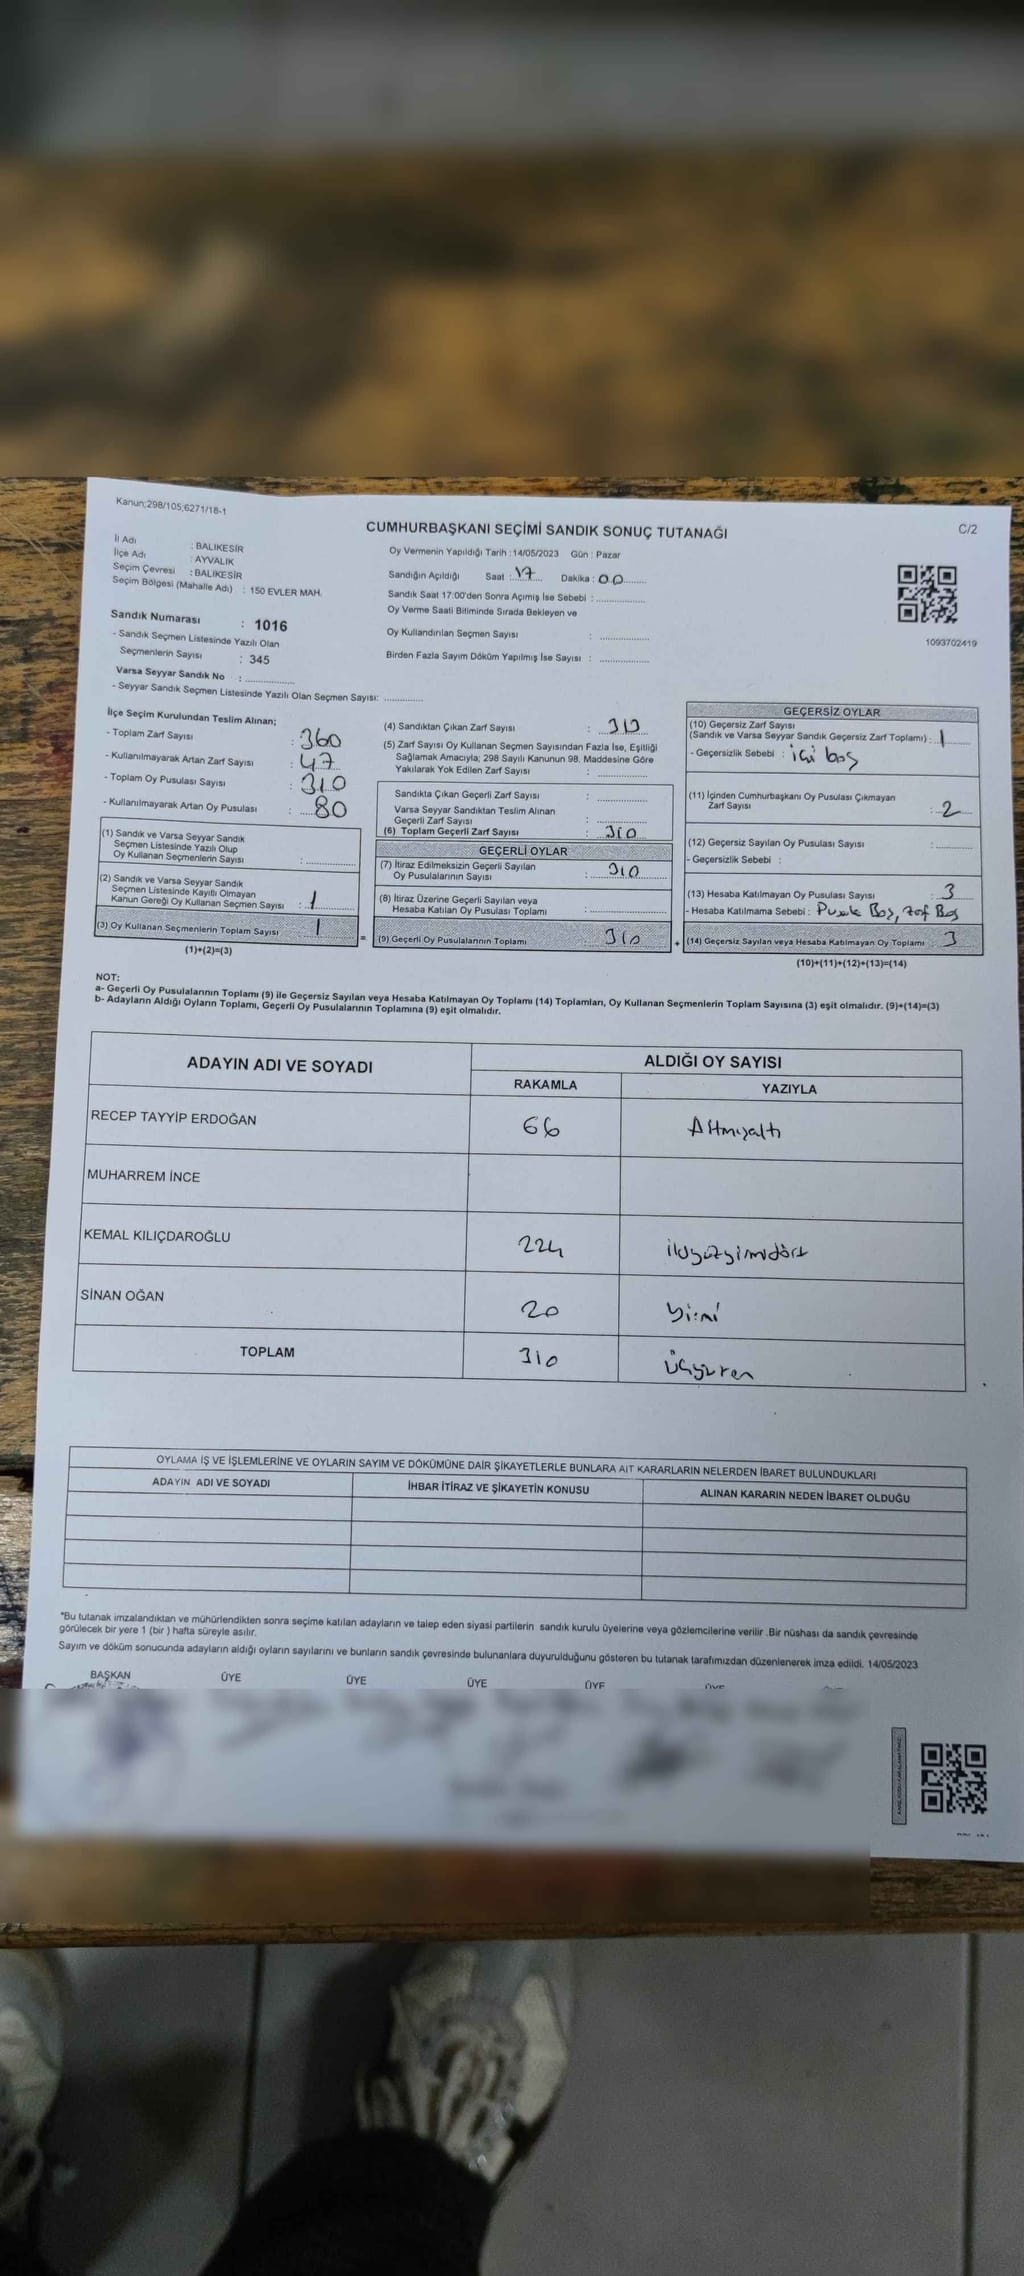 Kanun;298/105;6271/18-1
CUMHURBAŞKANI SEÇİMİ SANDIK SONUÇ TUTANAĞI
C/2
İl Adı : BALIKESİR
İlçe Adı : AYVALIK
Seçim Çevresi : BALIKESİR
Seçim Bölgesi (Mahalle Adı) : 150 EVLER MAH.
Sandık Numarası : 1016
- Sandık Seçmen Listesinde Yazılı Olan
Seçmenlerin Sayısı : 345
Varsa Seyyar Sandık No : ..............
- Seyyar Sandık Seçmen Listesinde Yazılı Olan Seçmen Sayısı: ...........
Oy Vermenin Yapıldığı Tarih :14/05/2023 Gün : Pazar
Sandığın Açıldığı Saat : 17 Dakika : 00
Sandık Saat 17:00'den Sonra Açımış İse Sebebi : ..............
Oy Verme Saati Bitiminde Sırada Bekleyen ve
Oy Kullandırılan Seçmen Sayısı : ..............
Birden Fazla Sayım Döküm Yapılmış İse Sayısı : ..............
1093702419
İlçe Seçim Kurulundan Teslim Alınan;
- Toplam Zarf Sayısı : 360
- Kullanılmayarak Artan Zarf Sayısı : 47
- Toplam Oy Pusulası Sayısı : 310
- Kullanılmayarak Artan Oy Pusulası : 80
(1) Sandık ve Varsa Seyyar Sandık
Seçmen Listesinde Yazılı Olup
Oy Kullanan Seçmenlerin Sayısı : ..............
(2) Sandık ve Varsa Seyyar Sandık
Seçmen Listesinde Kayıtlı Olmayan
Kanun Gereği Oy Kullanan Seçmen Sayısı : 1
(3) Oy Kullanan Seçmenlerin Toplam Sayısı 1
(1)+(2)=(3)
(4) Sandıktan Çıkan Zarf Sayısı : 313
(5) Zarf Sayısı Oy Kullanan Seçmen Sayısından Fazla İse, Eşitliği
Sağlamak Amacıyla; 298 Sayılı Kanunun 98. Maddesine Göre
Yakılarak Yok Edilen Zarf Sayısı : ..............
Sandıkta Çıkan Geçerli Zarf Sayısı : ..............
Varsa Seyyar Sandıktan Teslim Alınan
Geçerli Zarf Sayısı : ..............
(6) Toplam Geçerli Zarf Sayısı : 310
GEÇERLİ OYLAR
(7) İtiraz Edilmeksizin Geçerli Sayılan
Oy Pusulalarının Sayısı : 310
(8) İtiraz Üzerine Geçerli Sayılan veya
Hesaba Katılan Oy Pusulası Toplamı : ..............
(9) Geçerli Oy Pusulalarının Toplamı 310
GEÇERSİZ OYLAR
(10) Geçersiz Zarf Sayısı
(Sandık ve Varsa Seyyar Sandık Geçersiz Zarf Toplamı) : 1
- Geçersizlik Sebebi : içi boş
(11) İçinden Cumhurbaşkanı Oy Pusulası Çıkmayan
Zarf Sayısı : 2
(12) Geçersiz Sayılan Oy Pusulası Sayısı : ...........
- Geçersizlik Sebebi :
(13) Hesaba Katılmayan Oy Pusulası Sayısı : 3
- Hesaba Katılmama Sebebi : Boş, Zarf Boş
(14) Geçersiz Sayılan veya Hesaba Katılmayan Oy Toplamı 3
(10)+(11)+(12)+(13)=(14)
NOT:
a- Geçerli Oy Pusulalarının Toplamı (9) ile Geçersiz Sayılan veya Hesaba Katılmayan Oy Toplamı (14) Toplamları, Oy Kullanan Seçmenlerin Toplam Sayısına (3) eşit olmalıdır. (9)+(14)=(3)
b- Adayların Aldığı Oyların Toplamı, Geçerli Oy Pusulalarının Toplamına (9) eşit olmalıdır.
ADAYIN ADI VE SOYADI ALDIĞI OY SAYISI
RAKAMLA YAZIYLA
RECEP TAYYİP ERDOĞAN 66 Altmışaltı
MUHARREM İNCE
KEMAL KILIÇDAROĞLU 224 ikiyüzyirmidört
SİNAN OĞAN 20 yirmi
TOPLAM 310 üçyüzon
OYLAMA İŞ VE İŞLEMLERİNE VE OYLARIN SAYIM VE DÖKÜMÜNE DAİR ŞİKAYETLERLE BUNLARA AİT KARARLARIN NELERDEN İBARET BULUNDUKLARI
ADAYIN ADI VE SOYADI İHBAR İTİRAZ VE ŞİKAYETİN KONUSU ALINAN KARARIN NEDEN İBARET OLDUĞU
*Bu tutanak imzalandıktan ve mühürlendikten sonra seçime katılan adayların ve talep eden siyasi partilerin sandık kurulu üyelerine veya gözlemcilerine verilir .Bir nüshası da sandık çevresinde
görülecek bir yere 1 (bir ) hafta süreyle asılır.
Sayım ve döküm sonucunda adayların aldığı oyların sayılarını ve bunların sandık çevresinde bulunanlara duyurulduğunu gösteren bu tutanak tarafımızdan düzenlenerek imza edildi. 14/05/2023
BAŞKAN ÜYE ÜYE ÜYE ÜYE